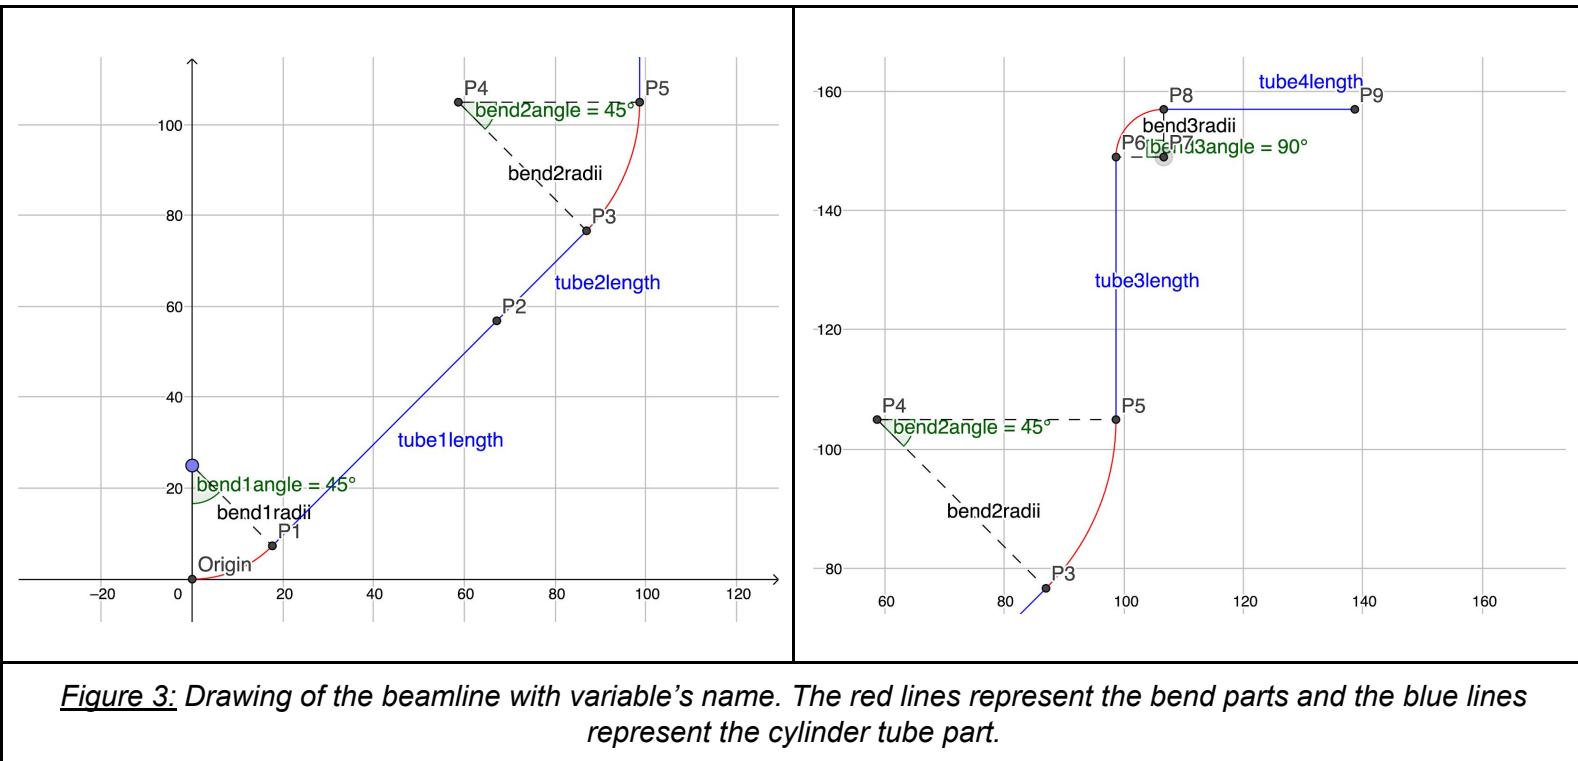 P4
P5
bend2angle = 45°
100
bend2radii
80
P3
tube2length
60
P2
40
tube1length
20
bend1angle = 45°
bend1radii
P1
Origin
−20
0
20
40
60
80
100
120
160
tube4length
P8
P9
bend3radii
P6
P7
bend3angle = 90°
140
tube3length
120
P4
P5
bend2angle = 45°
100
bend2radii
80
P3
60
80
100
120
140
160
Figure 3: Drawing of the beamline with variable’s name. The red lines represent the bend parts and the blue lines
represent the cylinder tube part.